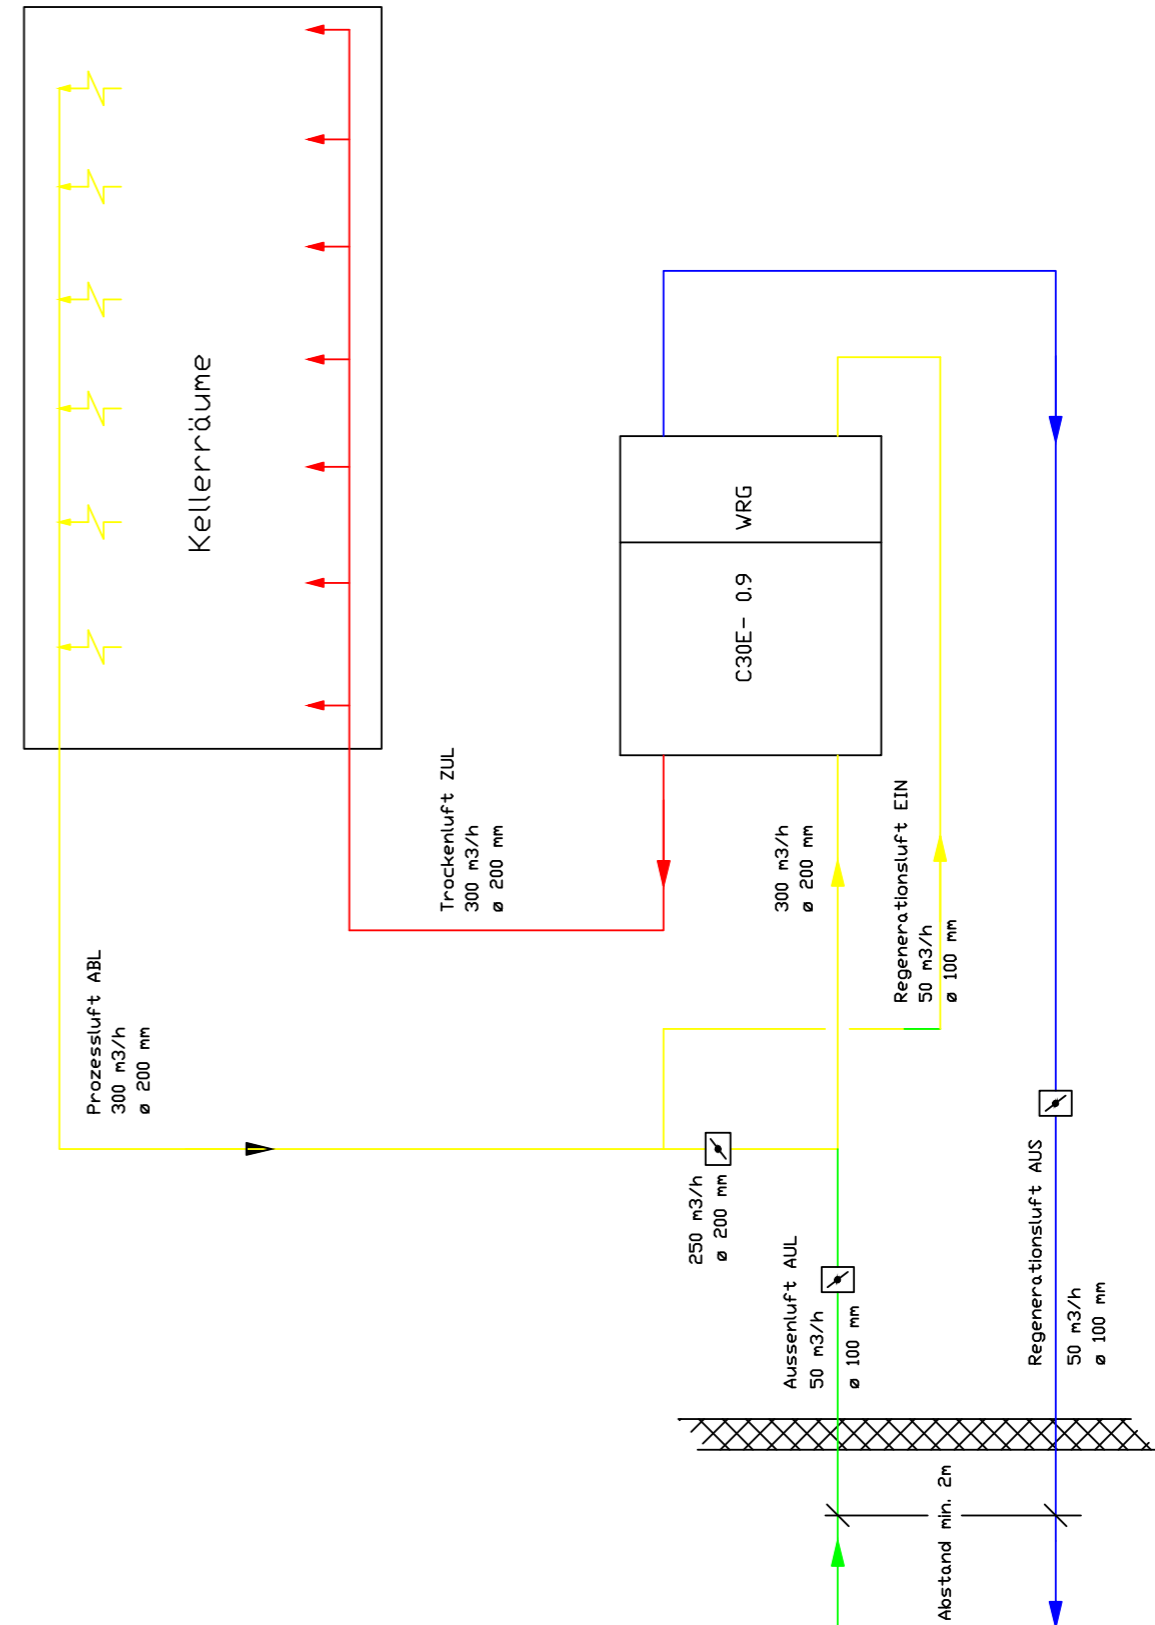 Kellerräume
WRG
C30E- 0.9
Trockenluft ZUL
300 m3/h
ø 200 mm
300 m3/h
ø 200 mm
Regenerationsluft EIN
50 m3/h
ø 100 mm
Prozessluft ABL
300 m3/h
ø 200 mm
250 m3/h
ø 200 mm
Aussenluft AUL
50 m3/h
ø 100 mm
Regenerationsluft AUS
50 m3/h
ø 100 mm
Abstand min. 2m